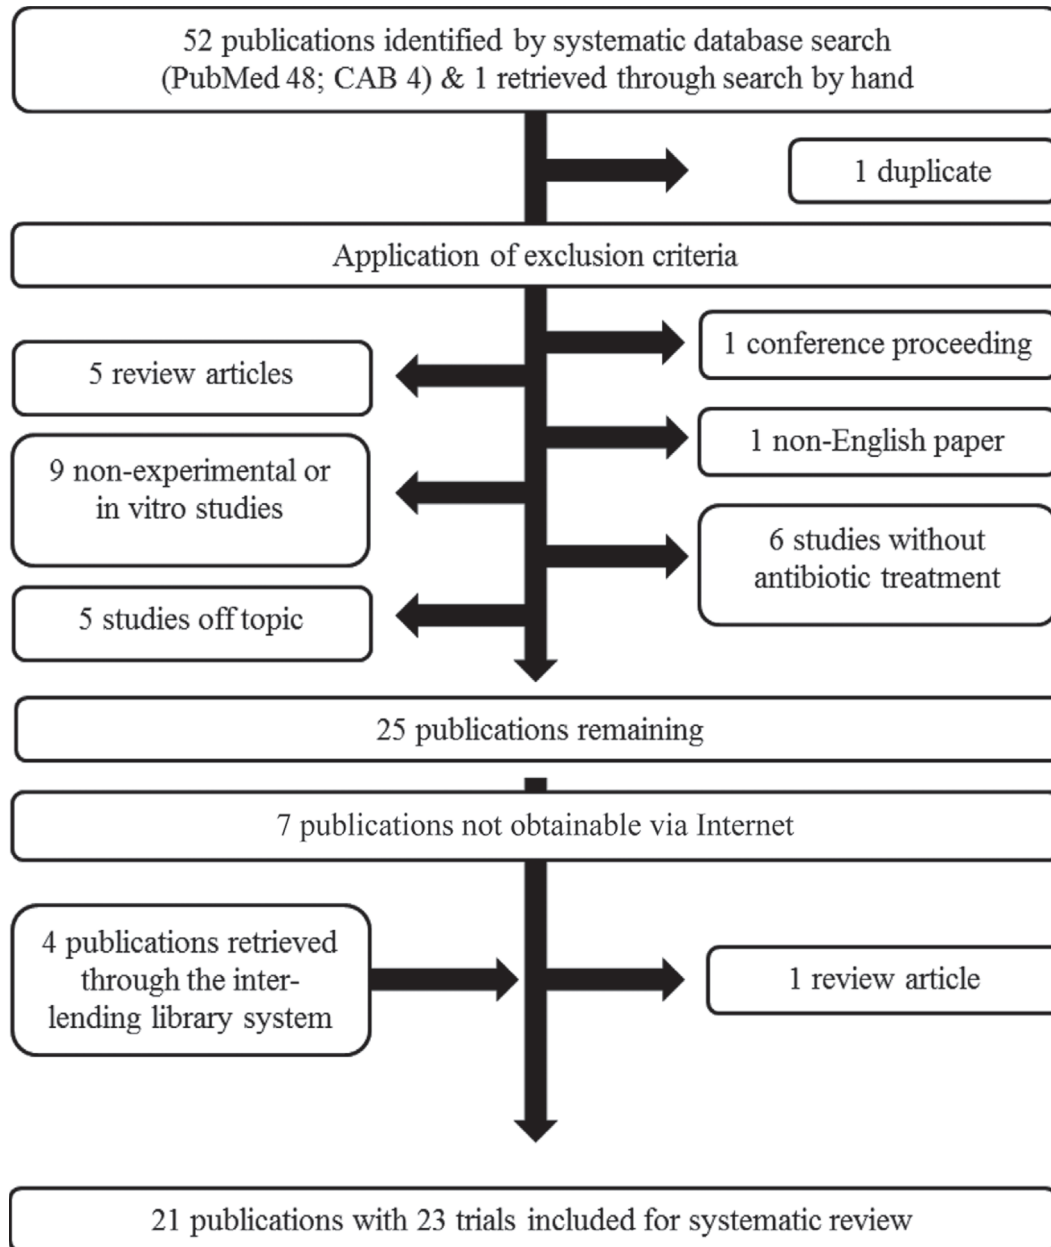 52 publications identified by systematic database search
(PubMed 48; CAB 4) & 1 retrieved through search by hand
1 duplicate
Application of exclusion criteria
1 conference proceeding
5 review articles
1 non-English paper
9 non-experimental or
in vitro studies
6 studies without
antibiotic treatment
5 studies off topic
25 publications remaining
7 publications not obtainable via Internet
4 publications retrieved
through the inter-
lending library system
1 review article
21 publications with 23 trials included for systematic review